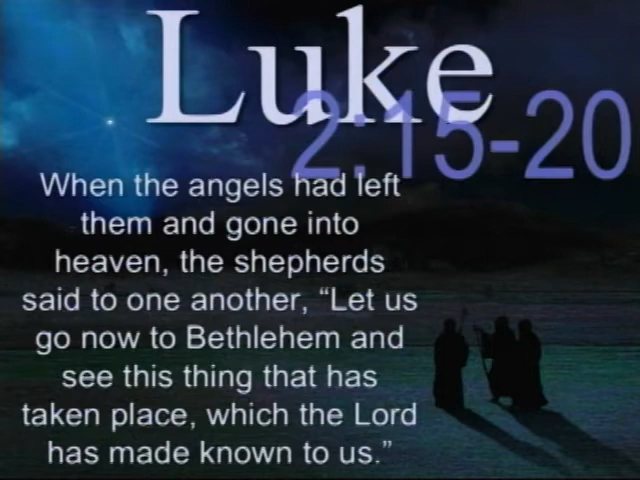 Luke
2:15-20
When the angels had left
them and gone into
heaven, the shepherds
said to one another, “Let us
go now to Bethlehem and
see this thing that has
taken place, which the Lord
has made known to us.”